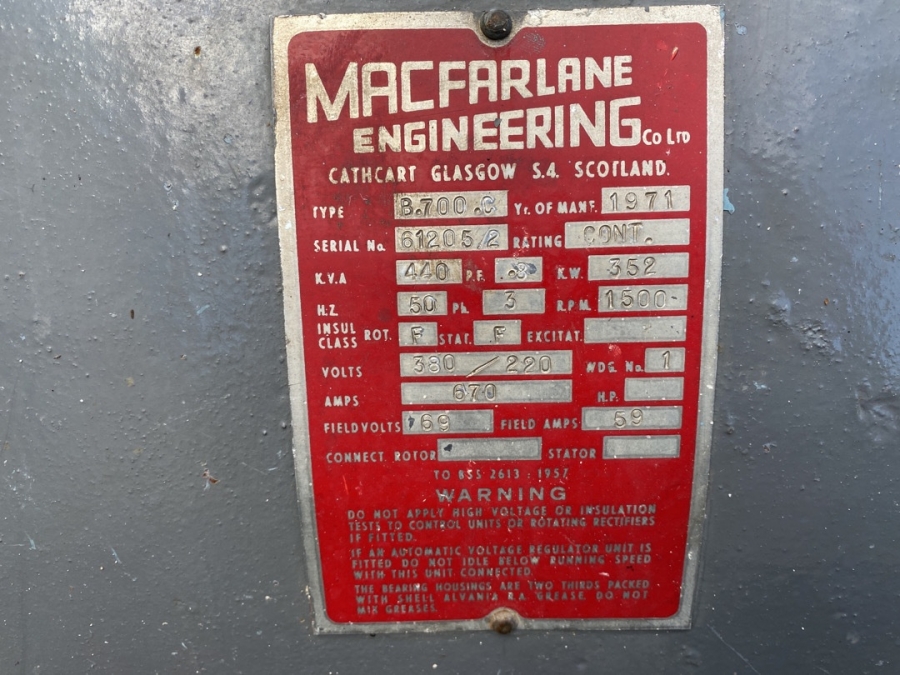 MACFARLANE
ENGINEERING Co Ltd
CATHCART GLASGOW S.4. SCOTLAND.
TYPE B.700.C Yr. OF MANF. 1971
SERIAL No. 61205/2 RATING CONT.
K.V.A 440 P.F. .8 K.W. 352
H.Z. 50 Ph. 3 R.P.M. 1500
INSUL CLASS ROT. F STAT. F EXCITAT.
VOLTS 380/220 WDG. No. 1
AMPS 670 H.P.
FIELD VOLTS 69 FIELD AMPS 59
CONNECT. ROTOR STATOR
TO BSS 2613 : 1957
WARNING
DO NOT APPLY HIGH VOLTAGE OR INSULATION
TESTS TO CONTROL UNITS OR ROTATING RECTIFIERS
IF FITTED.
IF AN AUTOMATIC VOLTAGE REGULATOR UNIT IS
FITTED DO NOT IDLE BELOW RUNNING SPEED
WITH THIS UNIT CONNECTED.
THE BEARING HOUSINGS ARE TWO THIRDS PACKED
WITH SHELL ALVANIA R.A. GREASE. DO NOT
MIX GREASES.